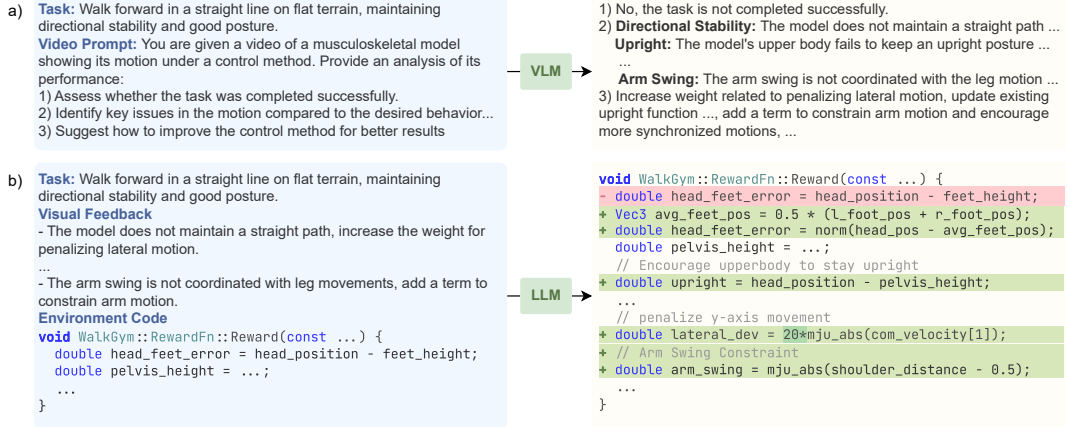 a)
Task: Walk forward in a straight line on flat terrain, maintaining
directional stability and good posture.
Video Prompt: You are given a video of a musculoskeletal model
showing its motion under a control method. Provide an analysis of its
performance:
1) Assess whether the task was completed successfully.
2) Identify key issues in the motion compared to the desired behavior...
3) Suggest how to improve the control method for better results
VLM
1) No, the task is not completed successfully.
2) Directional Stability: The model does not maintain a straight path ...
Upright: The model's upper body fails to keep an upright posture ...
...
Arm Swing: The arm swing is not coordinated with the leg motion ...
3) Increase weight related to penalizing lateral motion, update existing
upright function ..., add a term to constrain arm motion and encourage
more synchronized motions, ...
b)
Task: Walk forward in a straight line on flat terrain, maintaining
directional stability and good posture.
Visual Feedback
- The model does not maintain a straight path, increase the weight for
penalizing lateral motion.
...
- The arm swing is not coordinated with leg movements, add a term to
constrain arm motion.
Environment Code
void WalkGym::RewardFn::Reward(const ...) {
double head_feet_error = head_position - feet_height;
double pelvis_height = ...;
...
}
LLM
void WalkGym::RewardFn::Reward(const ...) {
- double head_feet_error = head_position - feet_height;
+ Vec3 avg_feet_pos = 0.5 * (l_foot_pos + r_foot_pos);
+ double head_feet_error = norm(head_pos - avg_feet_pos);
double pelvis_height = ...;
// Encourage upperbody to stay upright
+ double upright = head_position - pelvis_height;
...
// penalize y-axis movement
+ double lateral_dev = 20*mju_abs(com_velocity[1]);
+ // Arm Swing Constraint
+ double arm_swing = mju_abs(shoulder_distance - 0.5);
...
}